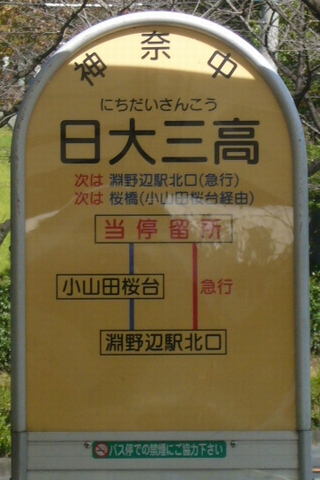 神奈中
にちだいさんこう
日大三高
次は 淵野辺駅北口(急行)
次は 桜橋(小山田桜台経由)
当停留所
小山田桜台 急行
淵野辺駅北口
バス停での禁煙にご協力下さい